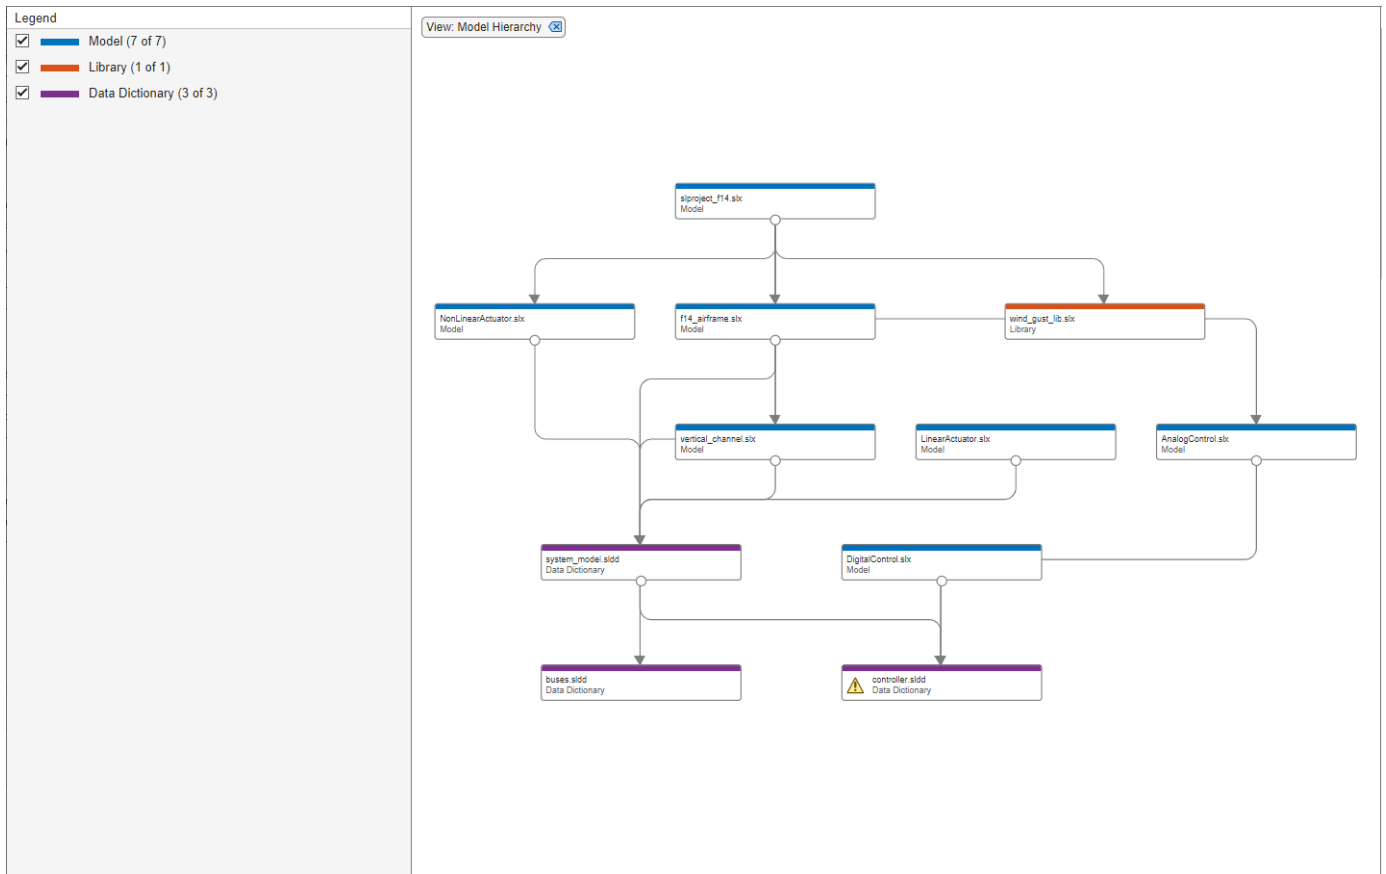 Legend
Model (7 of 7)
Library (1 of 1)
Data Dictionary (3 of 3)
View: Model Hierarchy
slproject_f14.slx
Model
NonLinearActuator.slx
Model
f14_airframe.slx
Model
wind_gust_lib.slx
Library
vertical_channel.slx
Model
LinearActuator.slx
Model
AnalogControl.slx
Model
system_model.sldd
Data Dictionary
DigitalControl.slx
Model
buses.sldd
Data Dictionary
controller.sldd
Data Dictionary